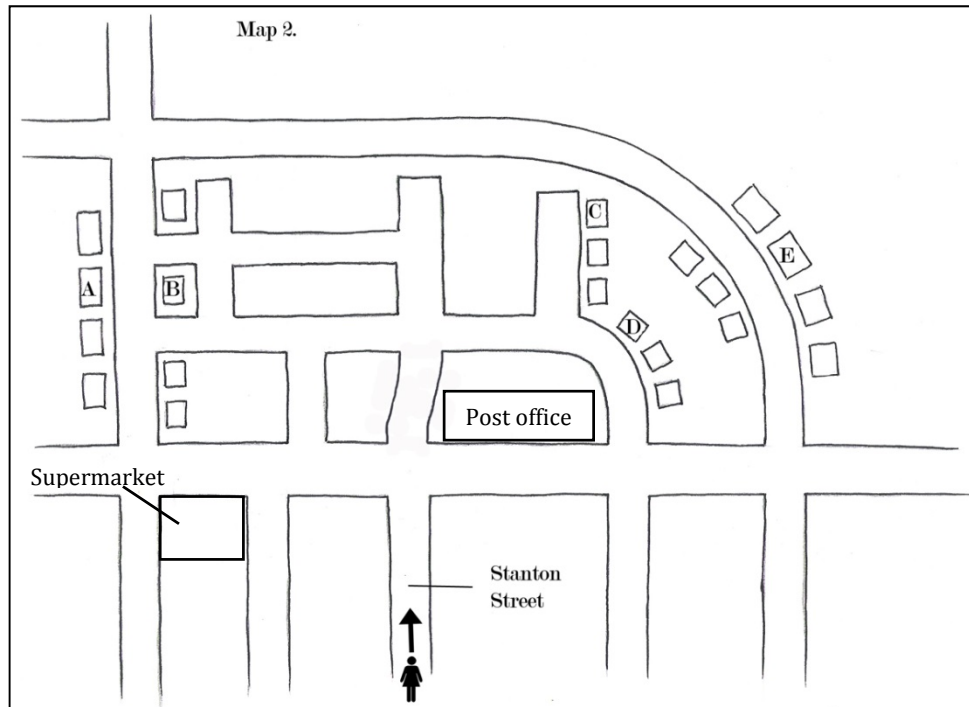 Map 2.
C
E
A
B
D
Post office
Supermarket
Stanton
Street